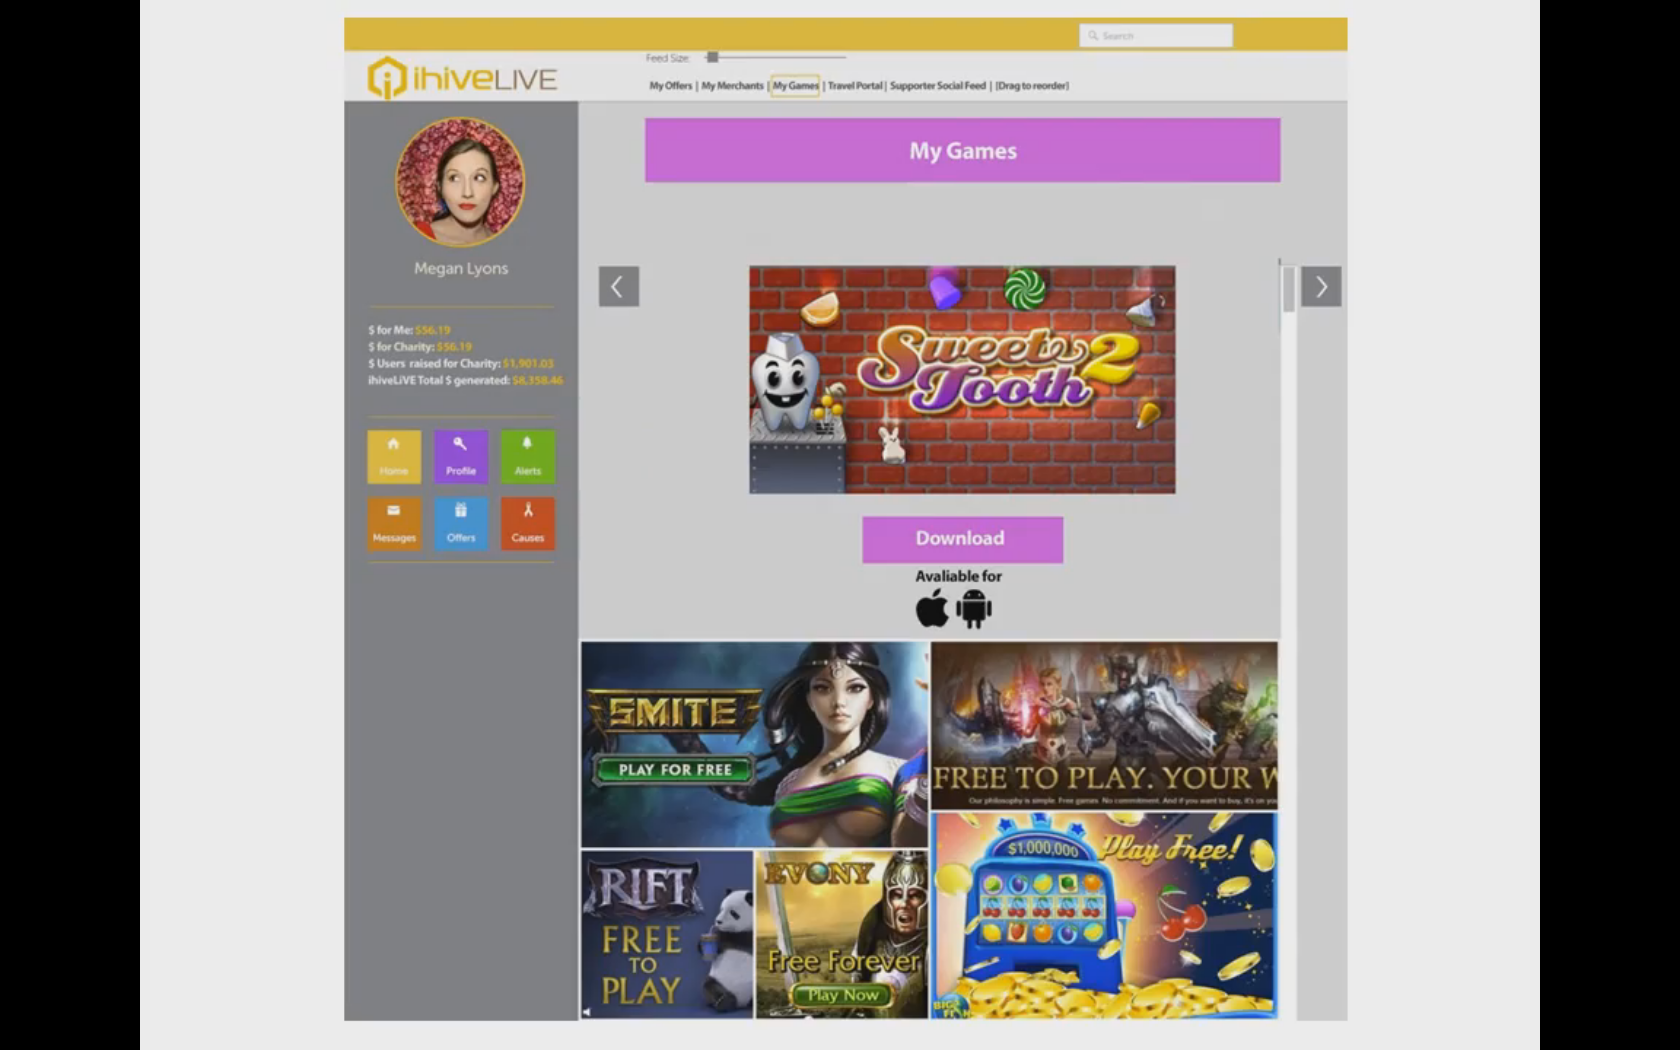 Search
Feed Size:
ihiveLIVE
My Offers | My Merchants | My Games | Travel Portal | Supporter Social Feed | [Drag to reorder]
My Games
Megan Lyons
$ for Me: $56.19
$ for Charity: $56.19
$ Users raised for Charity: $1,901.03
ihiveLiVE Total $ generated: $8,358.46
Home
Profile
Alerts
Messages
Offers
Causes
Sweet 2
Tooth
Download
Avaliable for
SMITE
PLAY FOR FREE
FREE TO PLAY. YOUR W
Our philosophy is simple. Free games. No commitment. And if you want to buy, it's on you
$1,000,000
Play Free!
RIFT
FREE
TO
PLAY
EVONY
Free Forever
Play Now
BIG
FISH